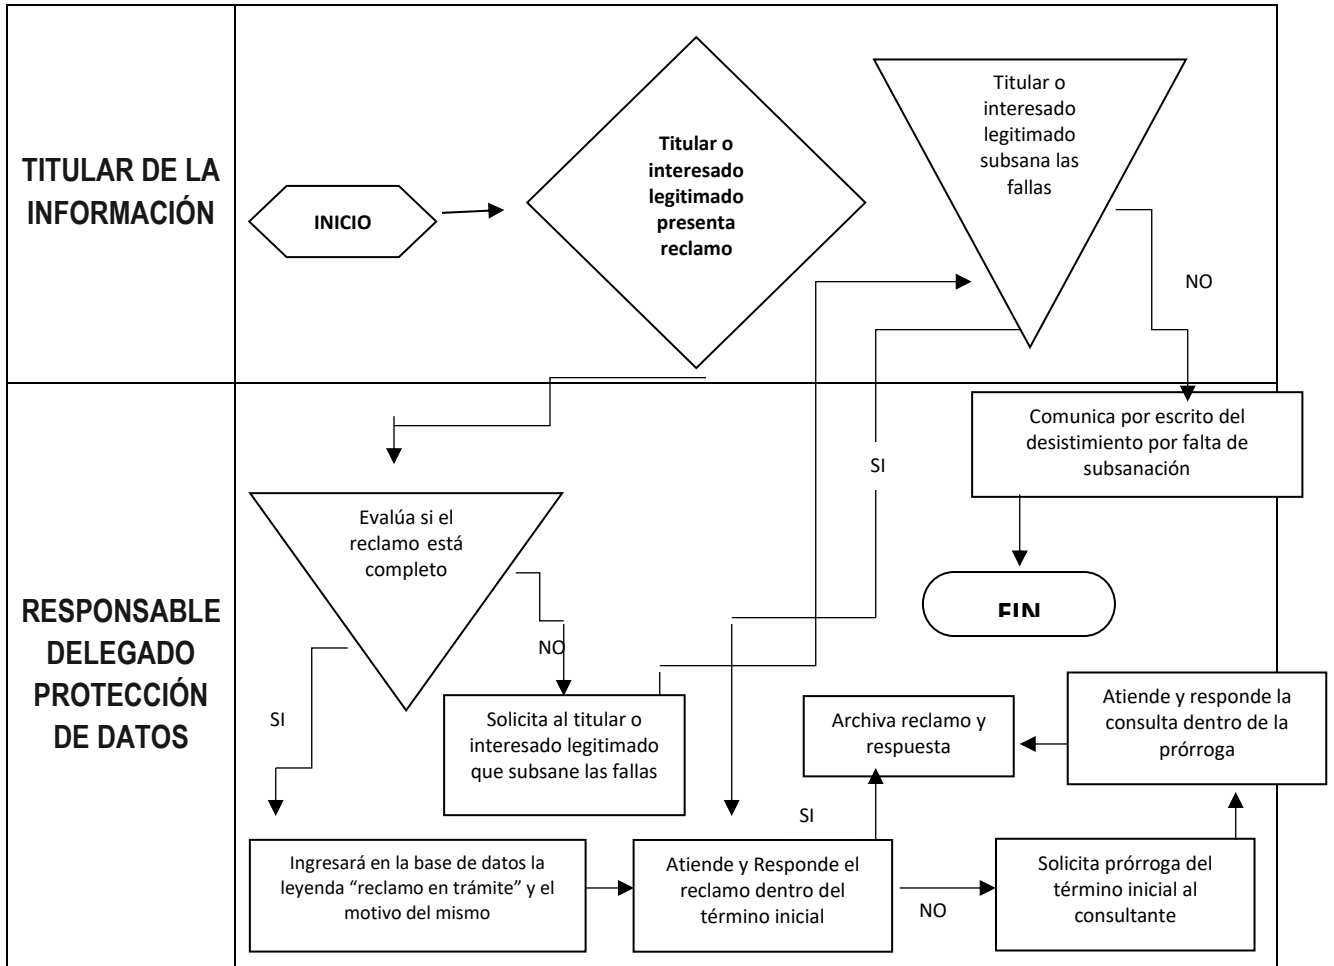 TITULAR DE LA
INFORMACIÓN
INICIO
Titular o
interesado
legitimado
presenta
reclamo
Titular o
interesado
legitimado
subsana las
fallas
NO
RESPONSABLE
DELEGADO
PROTECCIÓN
DE DATOS
Comunica por escrito del
desistimiento por falta de
subsanación
SI
Evalúa si el
reclamo está
completo
FIN
NO
SI
Solicita al titular o
interesado legitimado
que subsane las fallas
Archiva reclamo y
respuesta
Atiende y responde la
consulta dentro de la
prórroga
SI
Ingresará en la base de datos la
leyenda “reclamo en trámite” y el
motivo del mismo
Atiende y Responde el
reclamo dentro del
término inicial
NO
Solicita prórroga del
término inicial al
consultante